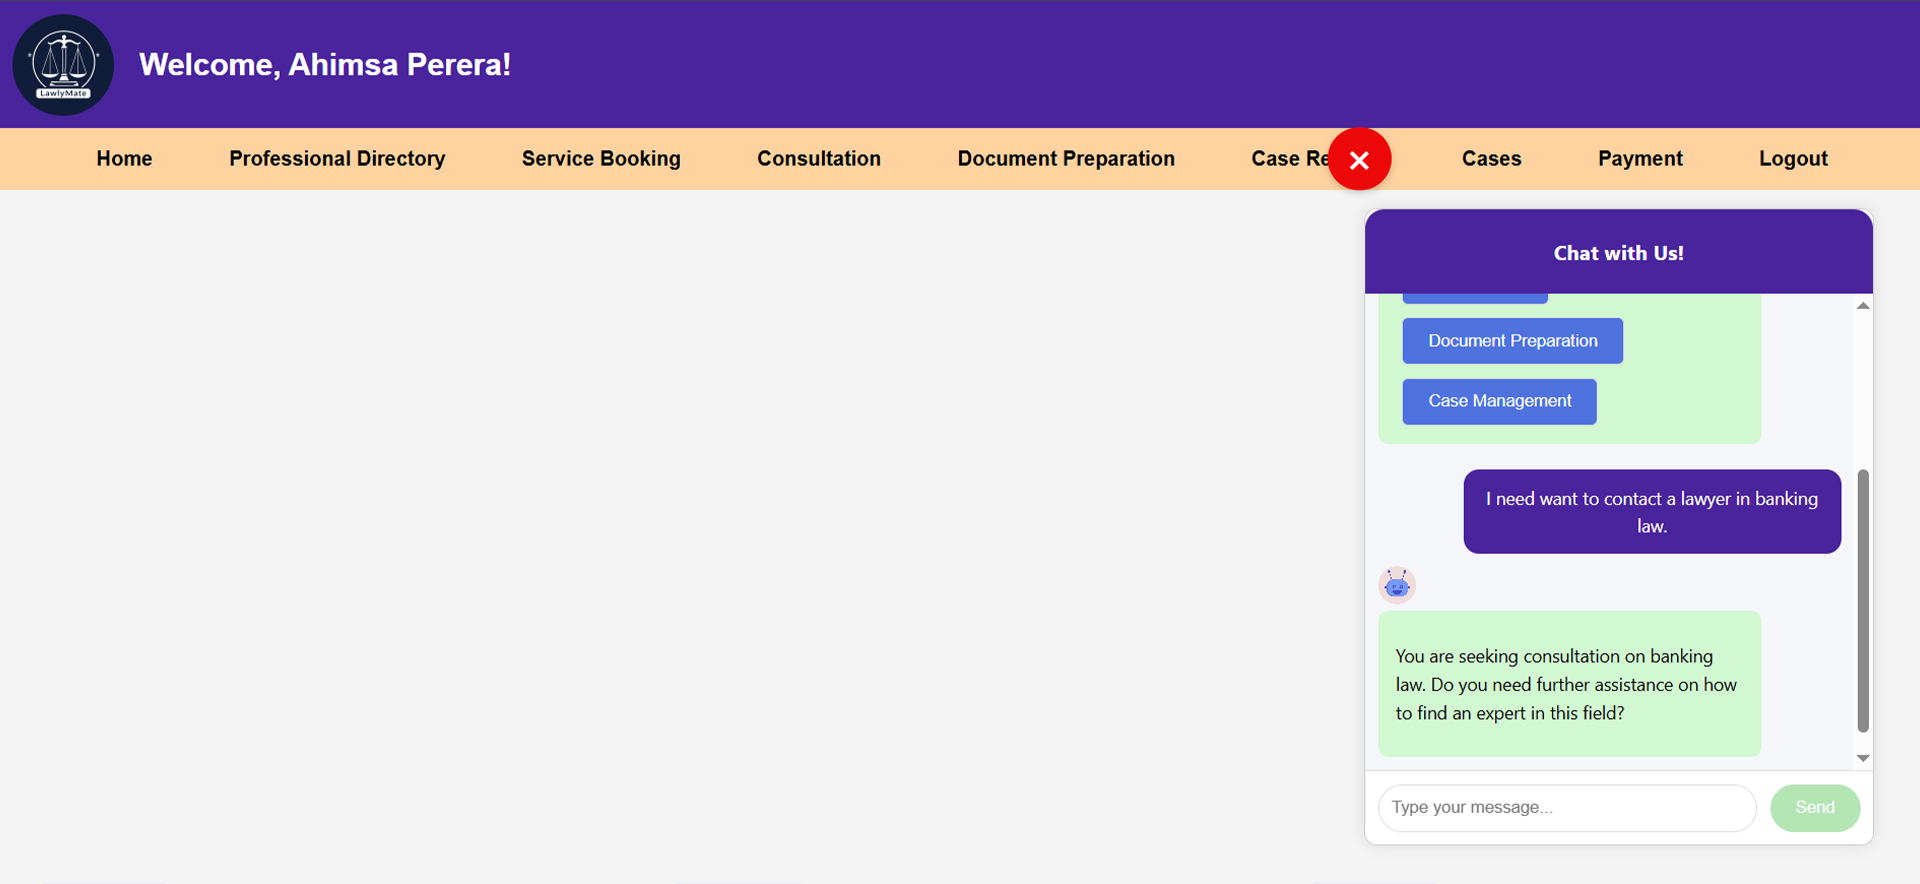 LawlyMate
Welcome, Ahimsa Perera!
Home
Professional Directory
Service Booking
Consultation
Document Preparation
Case Re
Cases
Payment
Logout
Chat with Us!
Document Preparation
Case Management
I need want to contact a lawyer in banking
law.
You are seeking consultation on banking
law. Do you need further assistance on how
to find an expert in this field?
Type your message...
Send